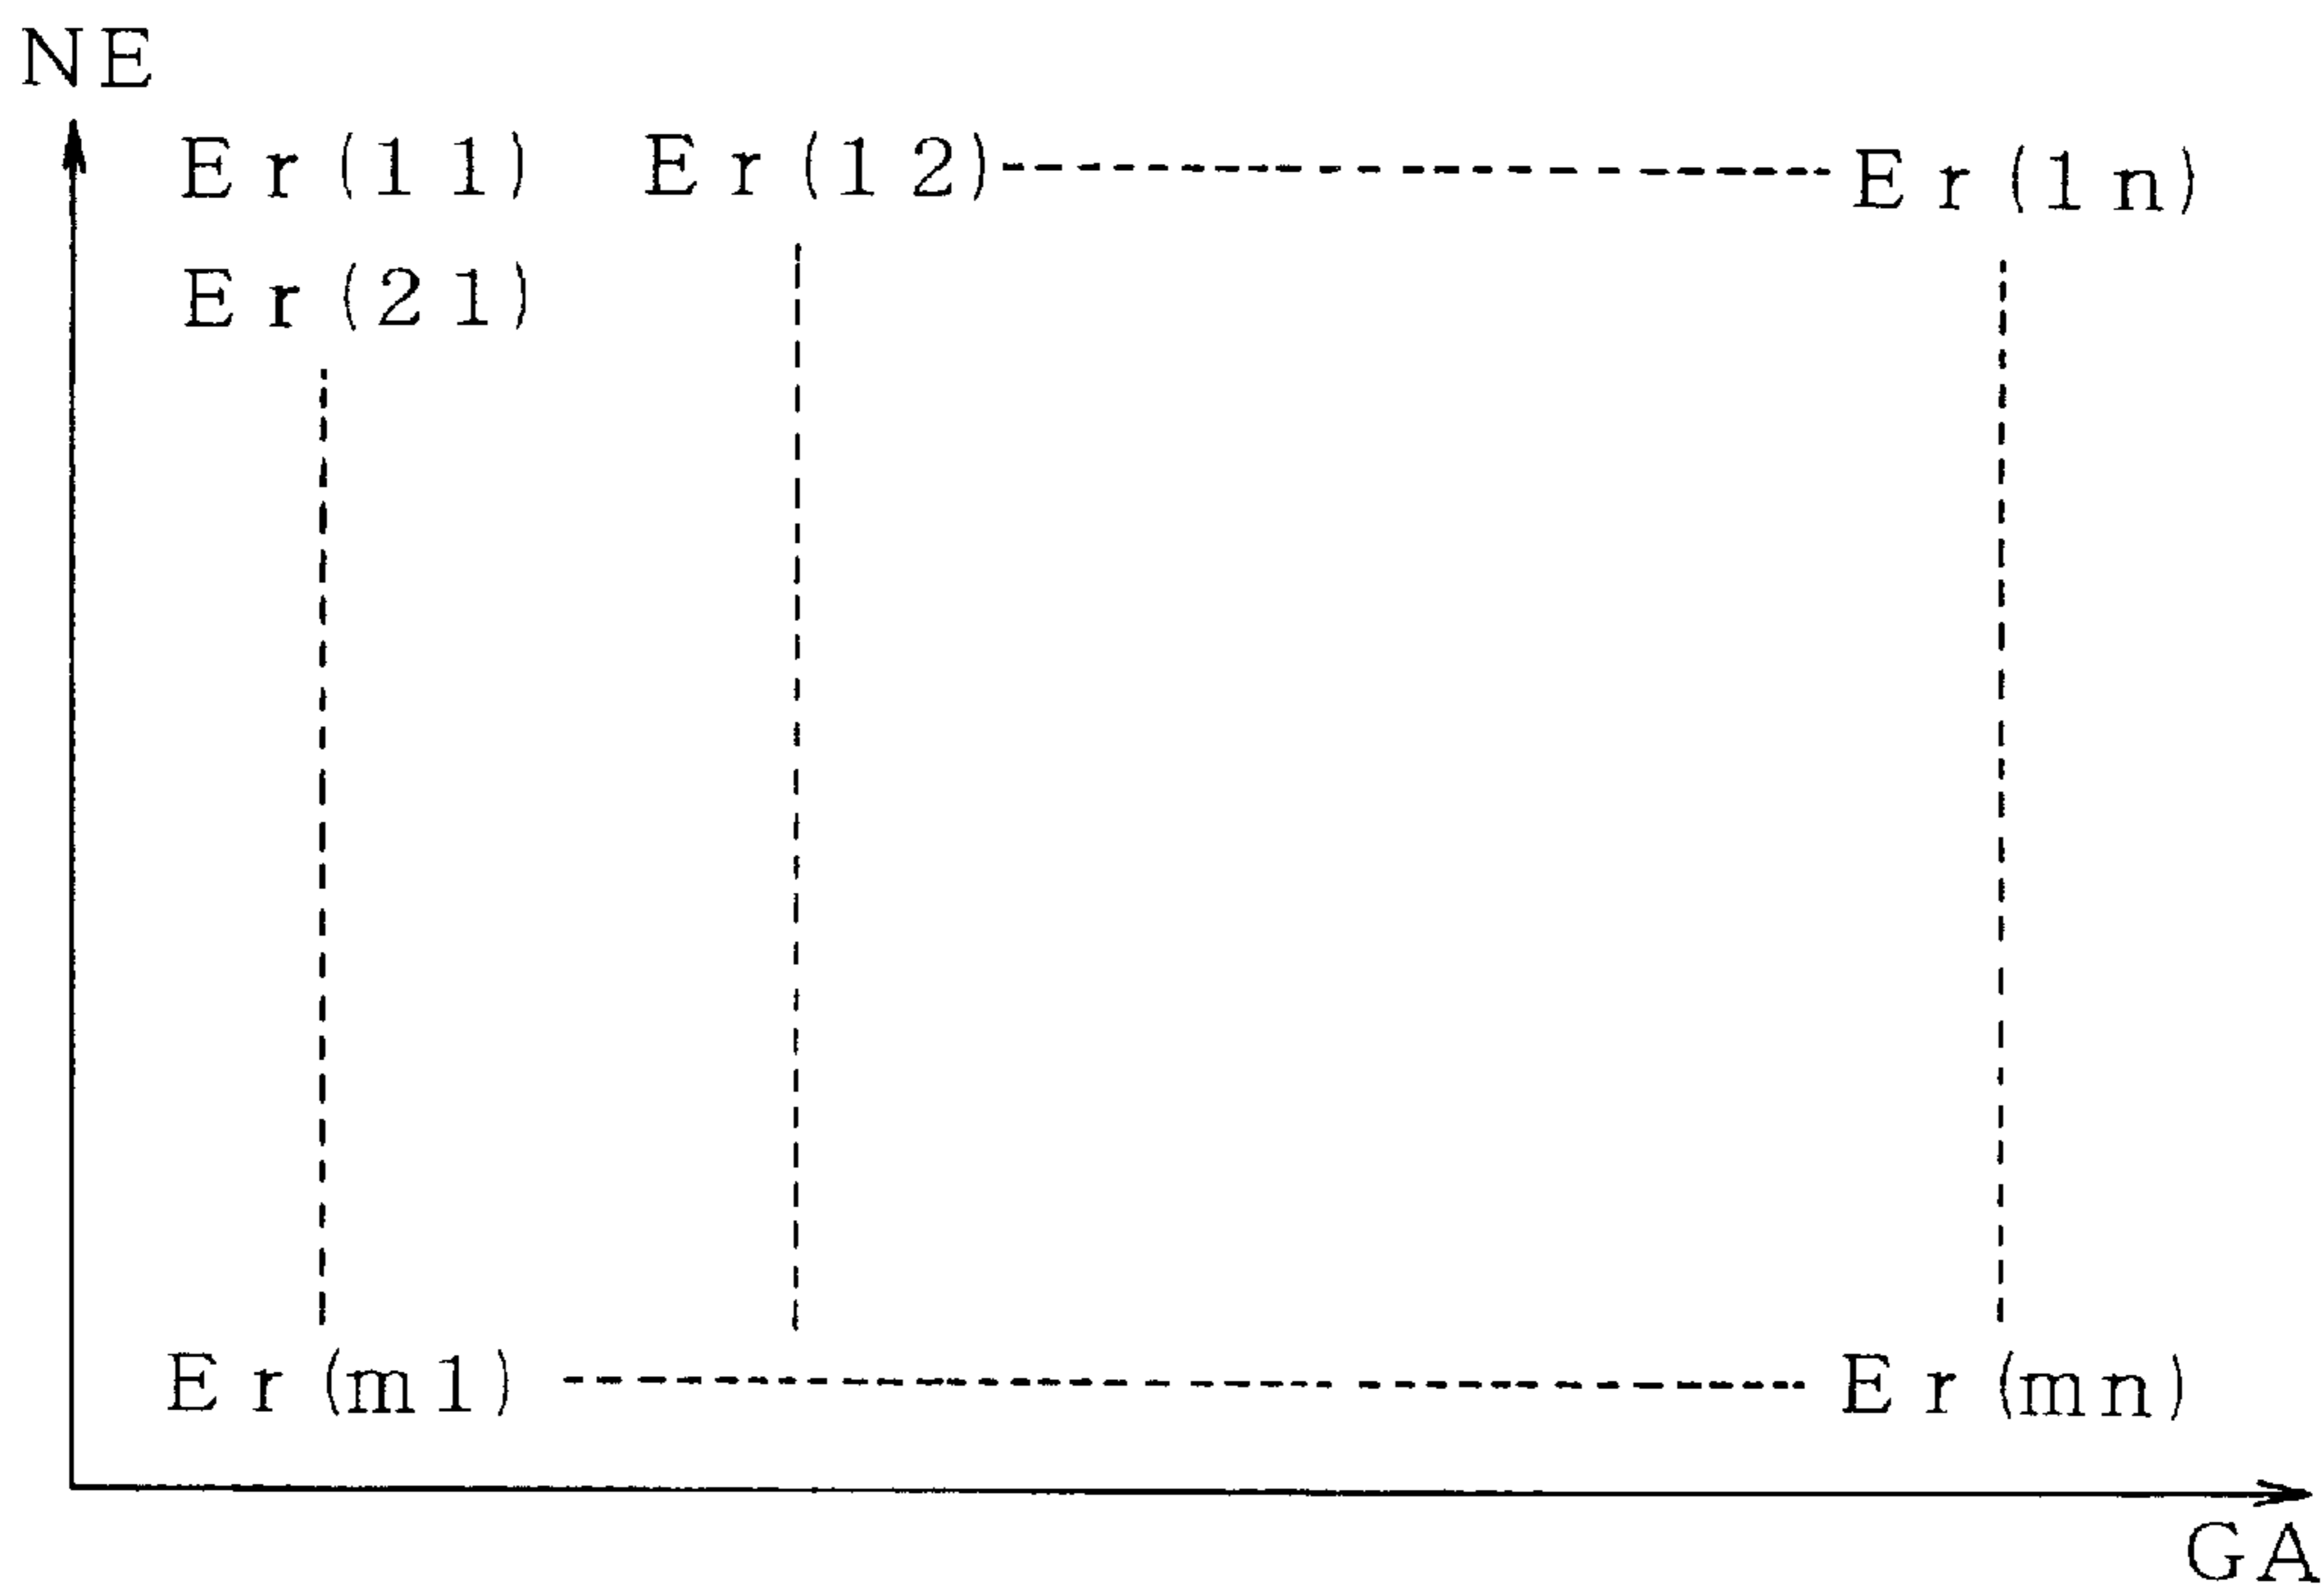 NE
Er(11) Er(12) Er(1n)
Er(21)
Er(m1) Er(mn)
GA